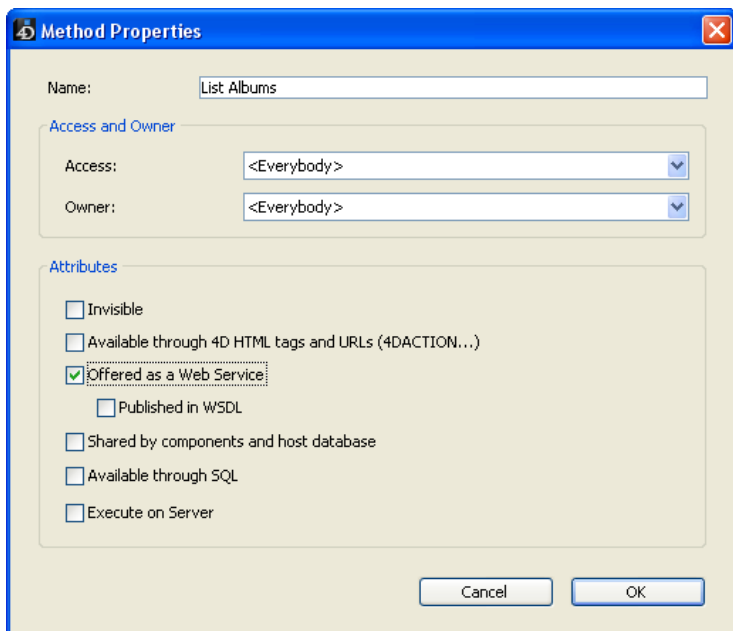 4D Method Properties
Name: List Albums
Access and Owner
Access: <Everybody>
Owner: <Everybody>
Attributes
Invisible
Available through 4D HTML tags and URLs (4DACTION...)
Offered as a Web Service
Published in WSDL
Shared by components and host database
Available through SQL
Execute on Server
Cancel OK